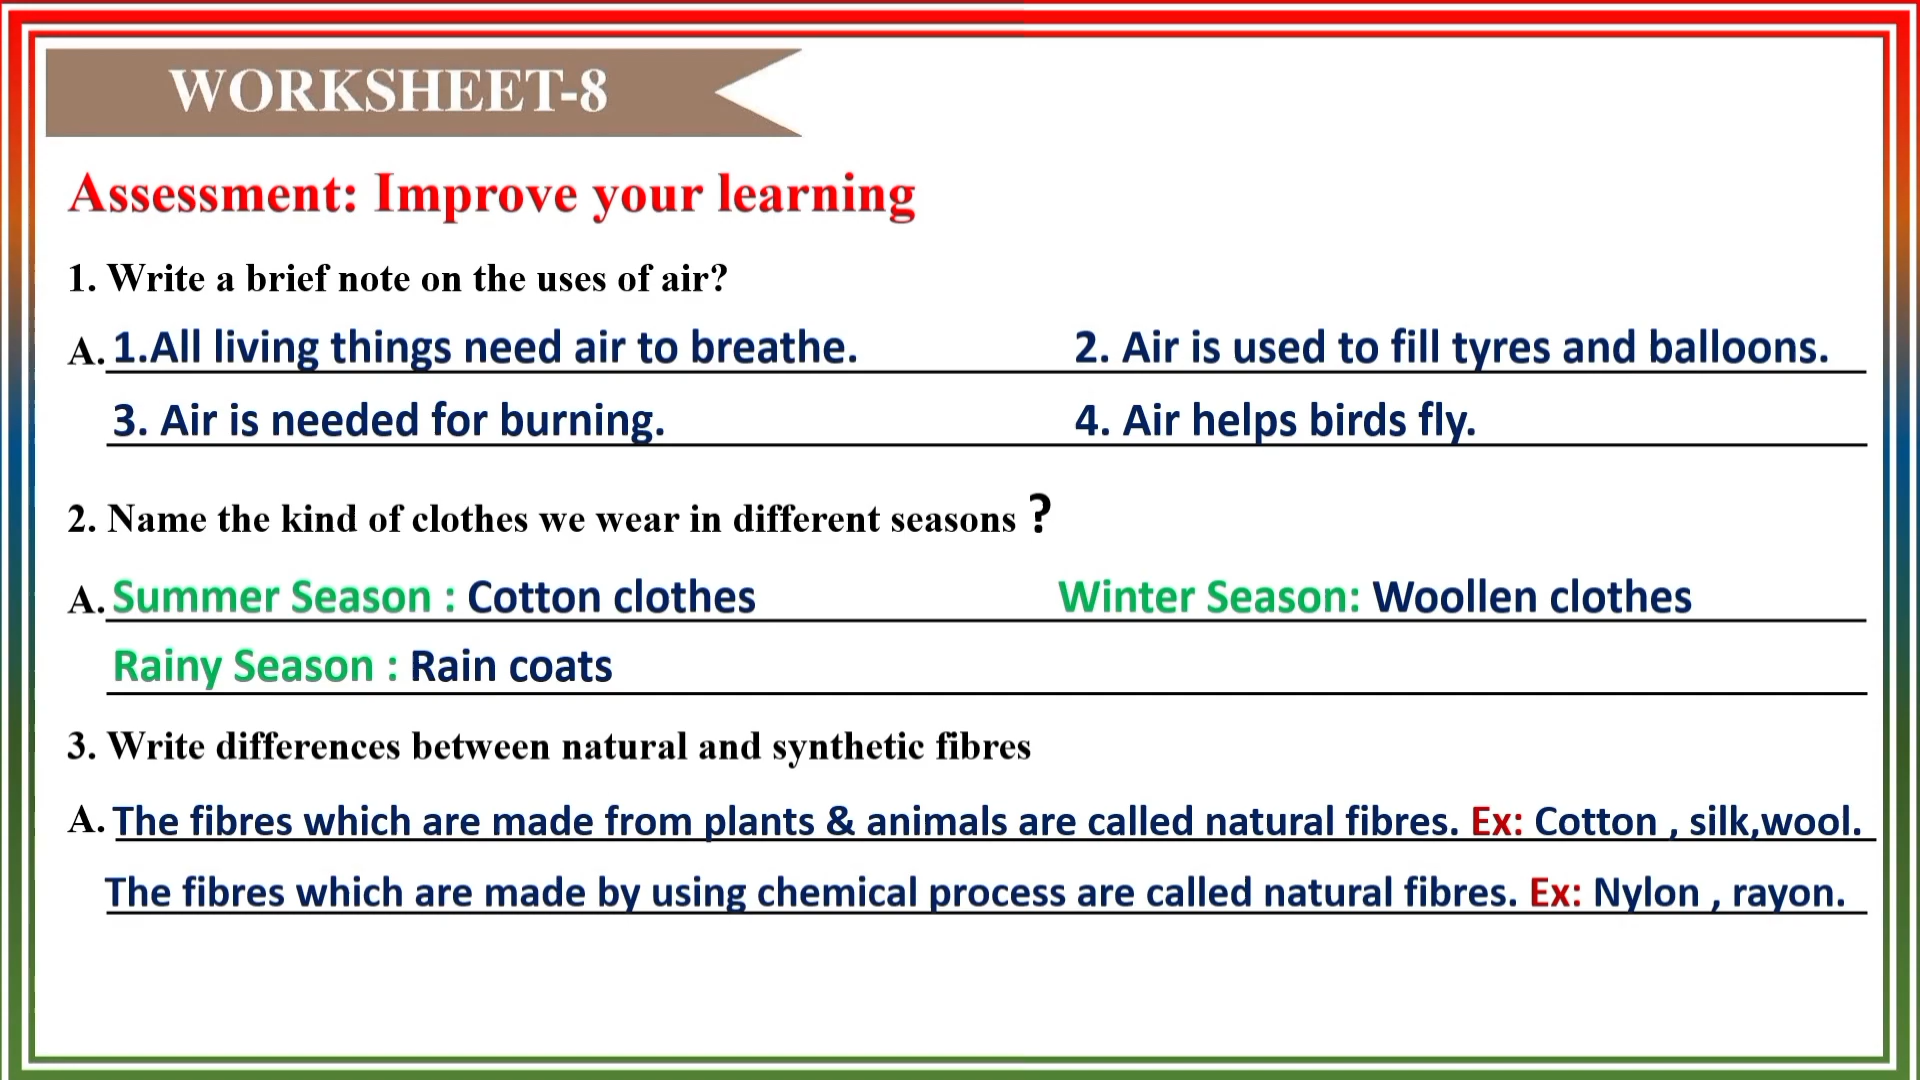 WORKSHEET-8
Assessment: Improve your learning
1. Write a brief note on the uses of air?
A. 1.All living things need air to breathe. 2. Air is used to fill tyres and balloons.
3. Air is needed for burning. 4. Air helps birds fly.
2. Name the kind of clothes we wear in different seasons ?
A. Summer Season : Cotton clothes Winter Season: Woollen clothes
Rainy Season : Rain coats
3. Write differences between natural and synthetic fibres
A. The fibres which are made from plants & animals are called natural fibres. Ex: Cotton , silk,wool.
The fibres which are made by using chemical process are called natural fibres. Ex: Nylon , rayon.